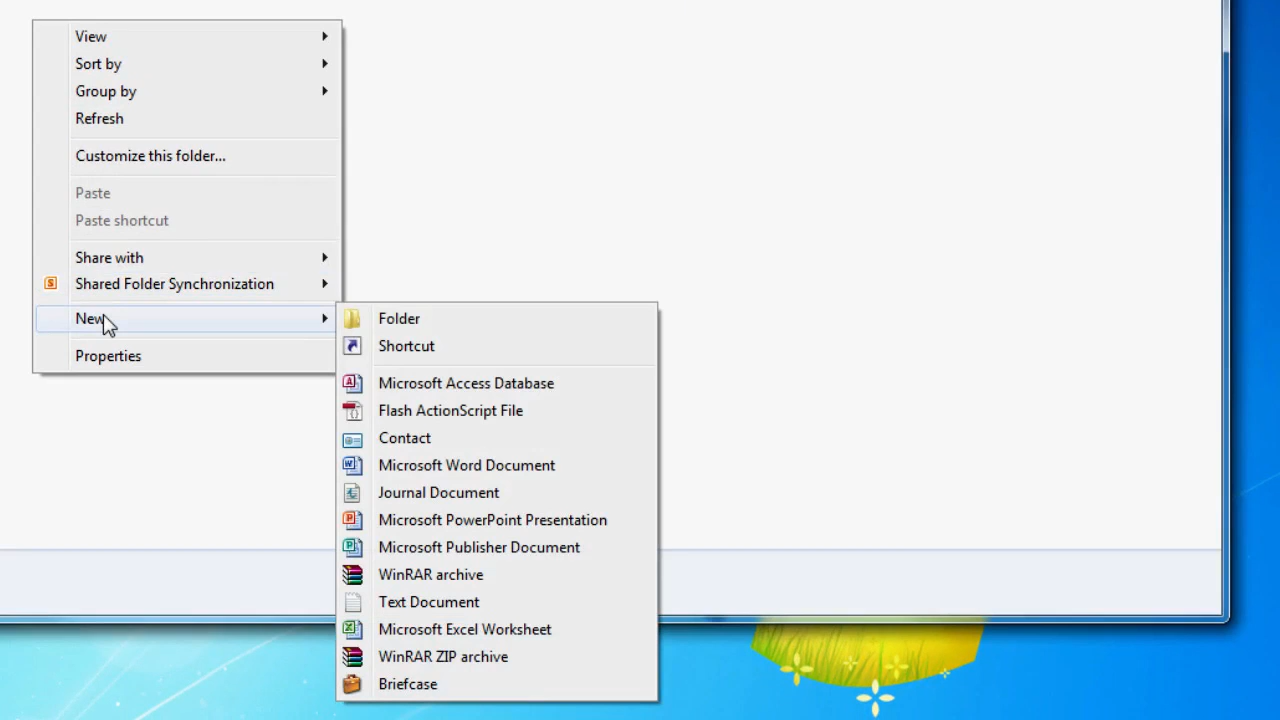 View
Sort by
Group by
Refresh
Customize this folder...
Paste
Paste shortcut
Share with
Shared Folder Synchronization
New
Properties
Folder
Shortcut
Microsoft Access Database
Flash ActionScript File
Contact
Microsoft Word Document
Journal Document
Microsoft PowerPoint Presentation
Microsoft Publisher Document
WinRAR archive
Text Document
Microsoft Excel Worksheet
WinRAR ZIP archive
Briefcase